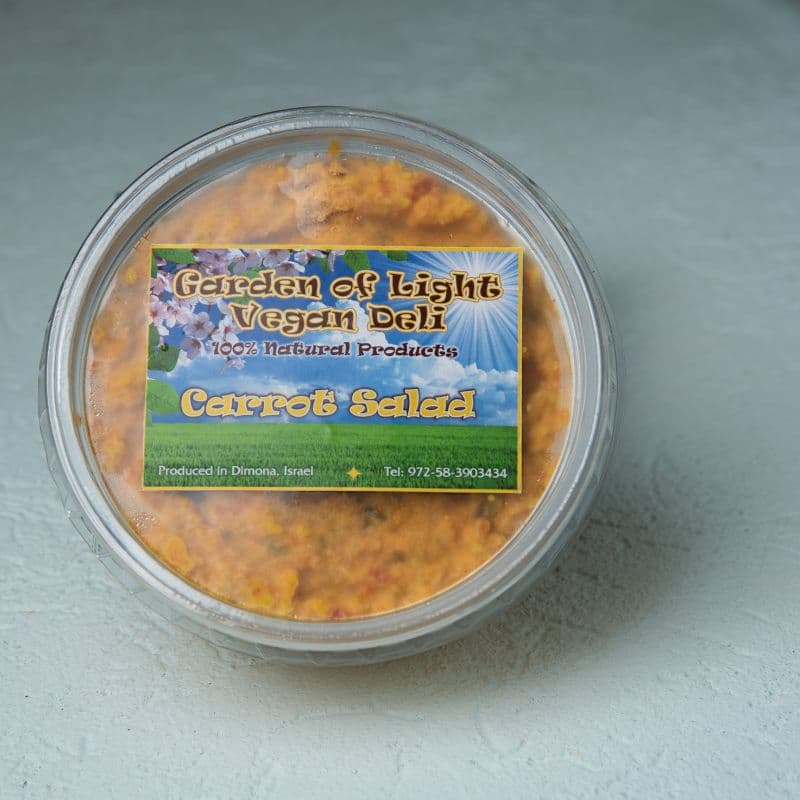 Garden of Light
Vegan Deli
100% Natural Products
Carrot Salad
Produced in Dimona, Israel
Tel: 972-58-3903434